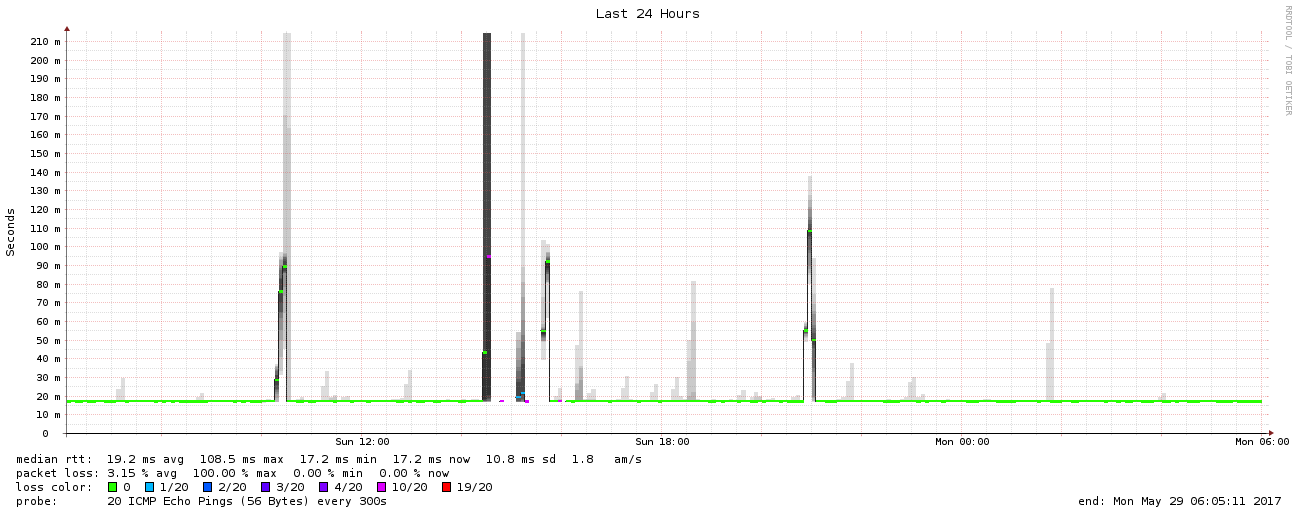 Last 24 Hours
RRDTOOL / TOBI OETIKER
Seconds
210 m
200 m
190 m
180 m
170 m
160 m
150 m
140 m
130 m
120 m
110 m
100 m
90 m
80 m
70 m
60 m
50 m
40 m
30 m
20 m
10 m
0
Sun 12:00 Sun 18:00 Mon 00:00 Mon 06:00
median rtt: 19.2 ms avg 108.5 ms max 17.2 ms min 17.2 ms now 10.8 ms sd 1.8 am/s
packet loss: 3.15 % avg 100.00 % max 0.00 % min 0.00 % now
loss color: 0 1/20 2/20 3/20 4/20 10/20 19/20
probe: 20 ICMP Echo Pings (56 Bytes) every 300s end: Mon May 29 06:05:11 2017